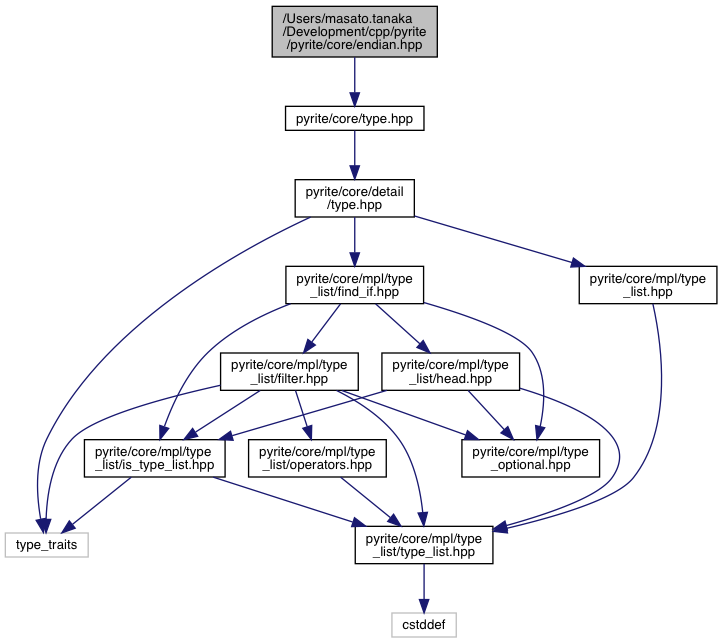 /Users/masato.tanaka
/Development/cpp/pyrite
/pyrite/core/endian.hpp
pyrite/core/type.hpp
pyrite/core/detail
/type.hpp
pyrite/core/mpl/type
_list/find_if.hpp
pyrite/core/mpl/type
_list.hpp
pyrite/core/mpl/type
_list/filter.hpp
pyrite/core/mpl/type
_list/head.hpp
pyrite/core/mpl/type
_list/is_type_list.hpp
pyrite/core/mpl/type
_list/operators.hpp
pyrite/core/mpl/type
_optional.hpp
type_traits
pyrite/core/mpl/type
_list/type_list.hpp
cstddef